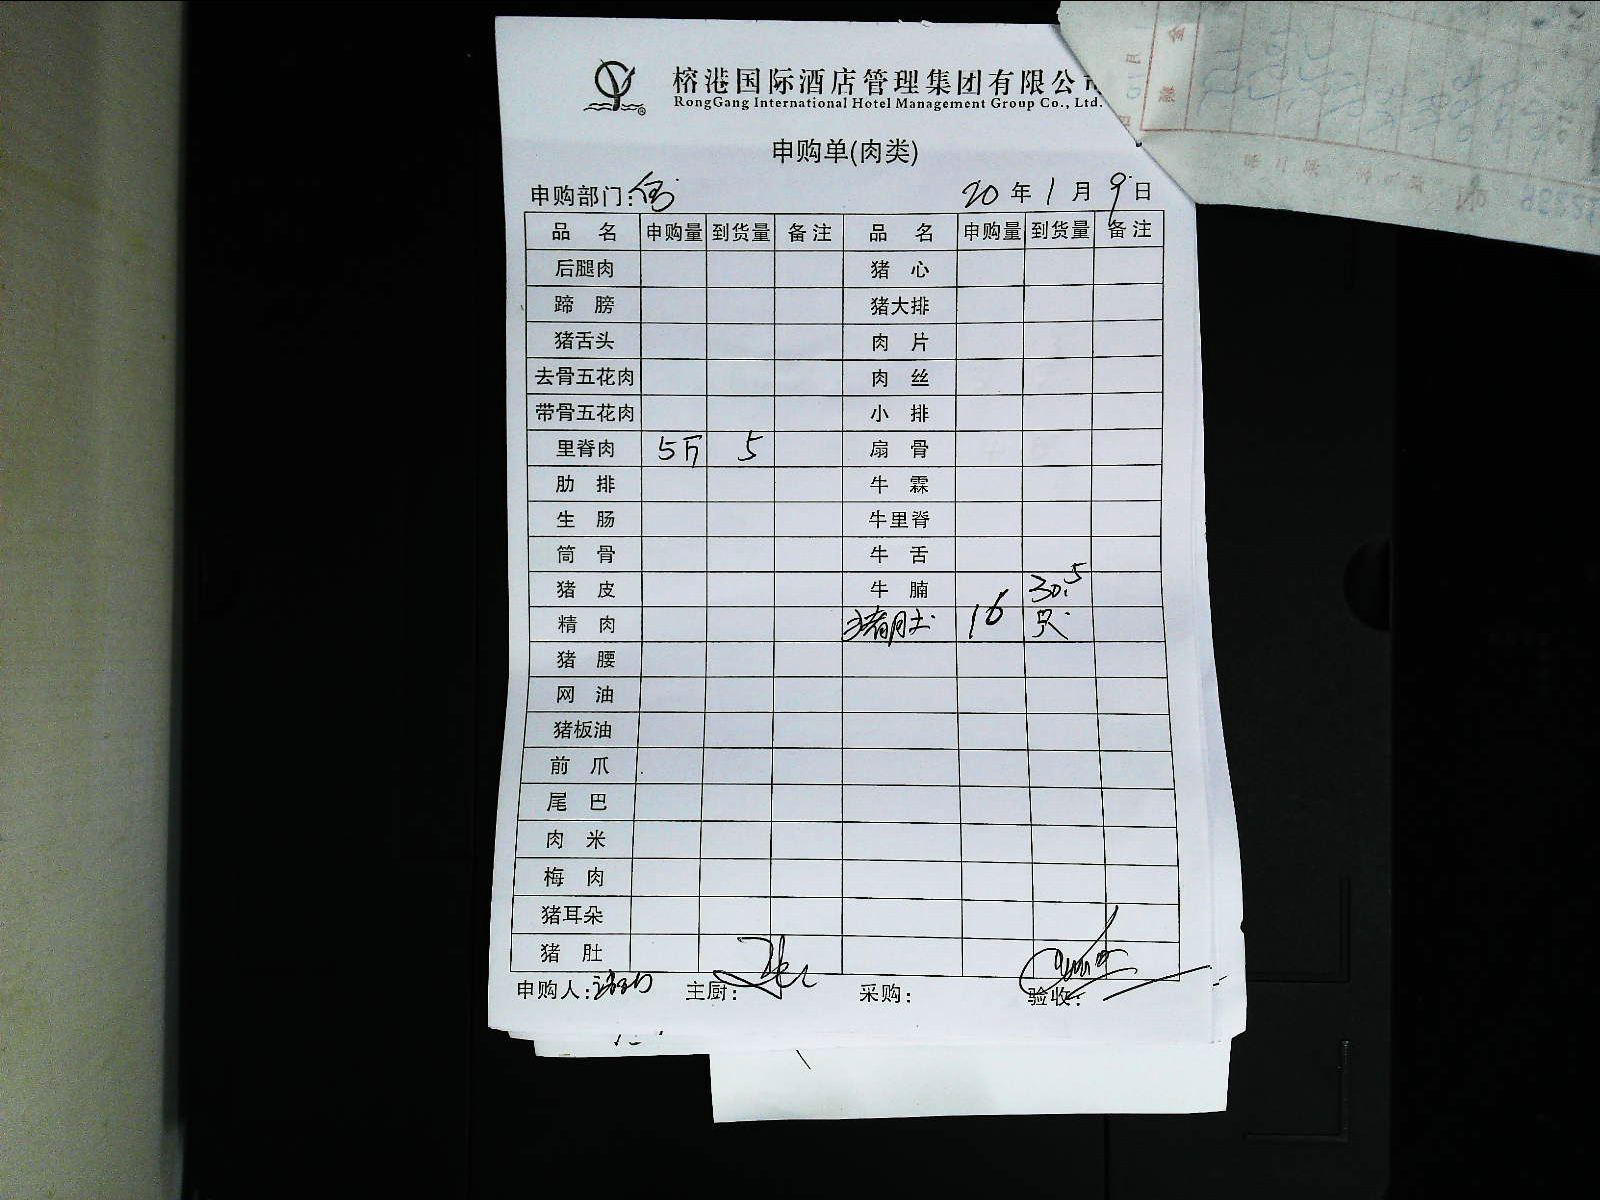 榕港国际酒店管理集团有限公
RongGang International Hotel Management Group Co., Ltd.
申购单(肉类)
申购部门: 20 年 1 月 9 日
品 名 申购量 到货量 备注 品 名 申购量 到货量 备注
后腿肉 猪 心
蹄 膀 猪大排
猪舌头 肉 片
去骨五花肉 肉 丝
带骨五花肉 小 排
里脊肉 5斤 5 扇 骨
肋 排 牛 霖
生 肠 牛里脊
筒 骨 牛 舌
猪 皮 牛 腩 30.5
精 肉 猪肚 16 只
猪 腰
网 油
猪板油
前 爪
尾 巴
肉 米
梅 肉
猪耳朵
猪 肚
申购人: 主厨: 采购: 验收: